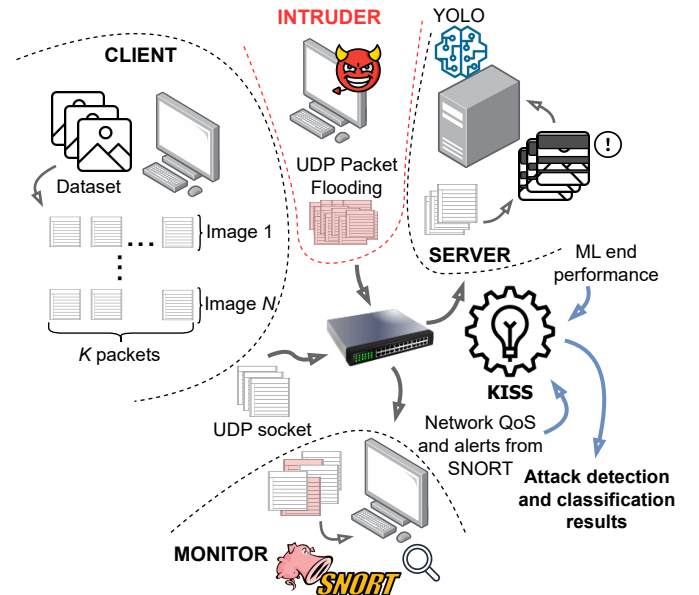 INTRUDER
YOLO
CLIENT
UDP Packet
Flooding
Dataset
!
Image 1
...
SERVER
ML end
performance
Image N
K packets
KISS
UDP socket
Network QoS
and alerts from
SNORT
Attack detection
and classification
results
MONITOR
SNORT